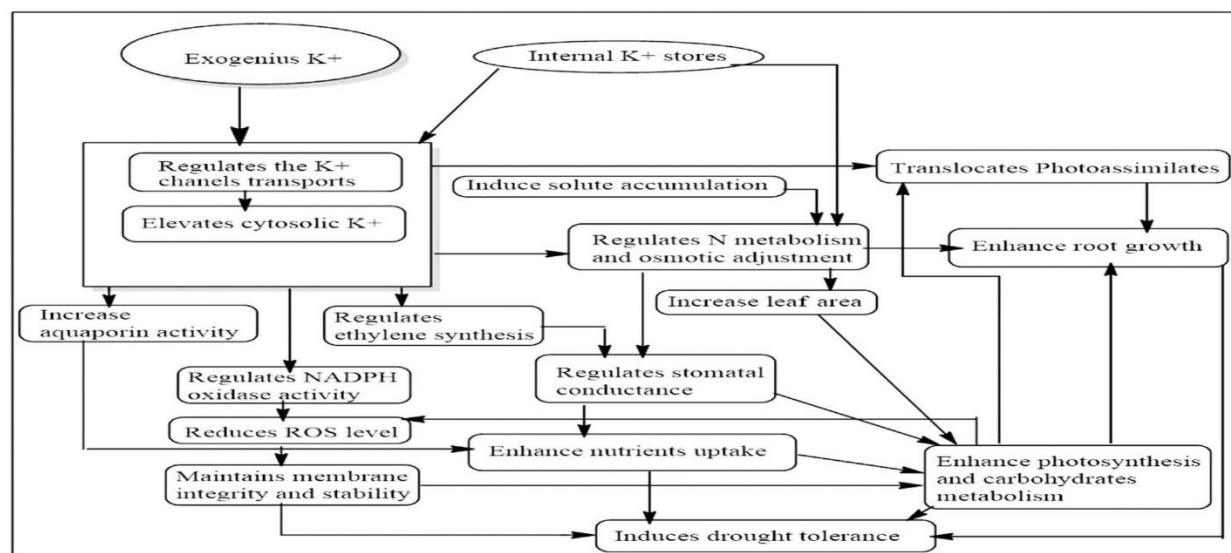 Exogenius K+
Internal K+ stores
Regulates the K+
chanels transports
Elevates cytosolic K+
Translocates Photoassimilates
Induce solute accumulation
Regulates N metabolism
and osmotic adjustment
Enhance root growth
Increase leaf area
Increase
aquaporin activity
Regulates
ethylene synthesis
Regulates NADPH
oxidase activity
Regulates stomatal
conductance
Reduces ROS level
Enhance nutrients uptake
Enhance photosynthesis
and carbohydrates
metabolism
Maintains membrane
integrity and stability
Induces drought tolerance